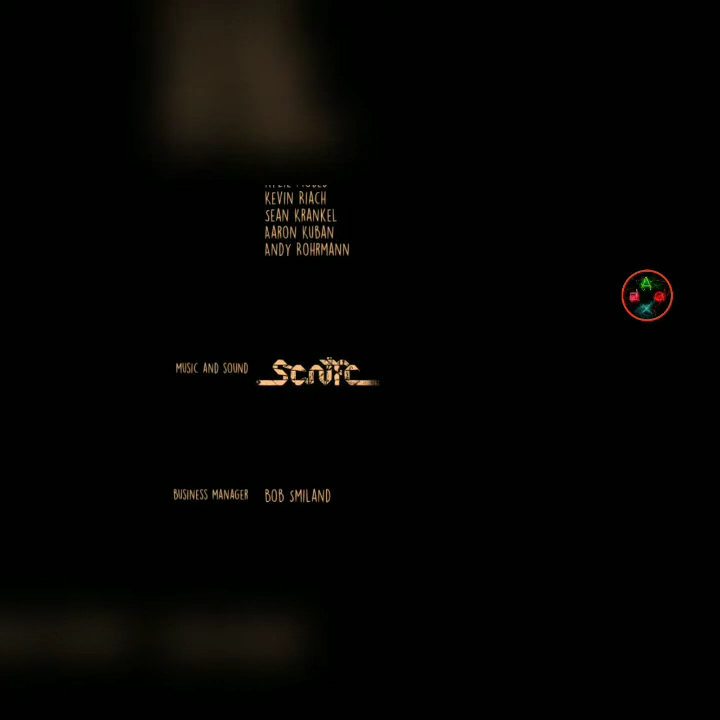 KEVIN RIACH
SEAN KRANKEL
AARON KUBAN
ANDY ROHRMANN
MUSIC AND SOUND scntfc
BUSINESS MANAGER BOB SMILAND
A
X